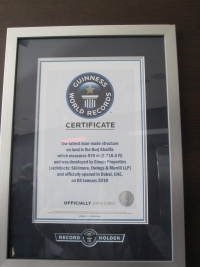 GUINNESS
WORLD RECORDS
CERTIFICATE
The tallest man-made structure
on land is the Burj Khalifa
which measures 828 m (2,716.5 ft)
and was developed by Emaar Properties
(architects: Skidmore, Owings & Merrill LLP)
and officially opened in Dubai, UAE,
on 04 January 2010
OFFICIALLY AMAZING
RECORD HOLDER